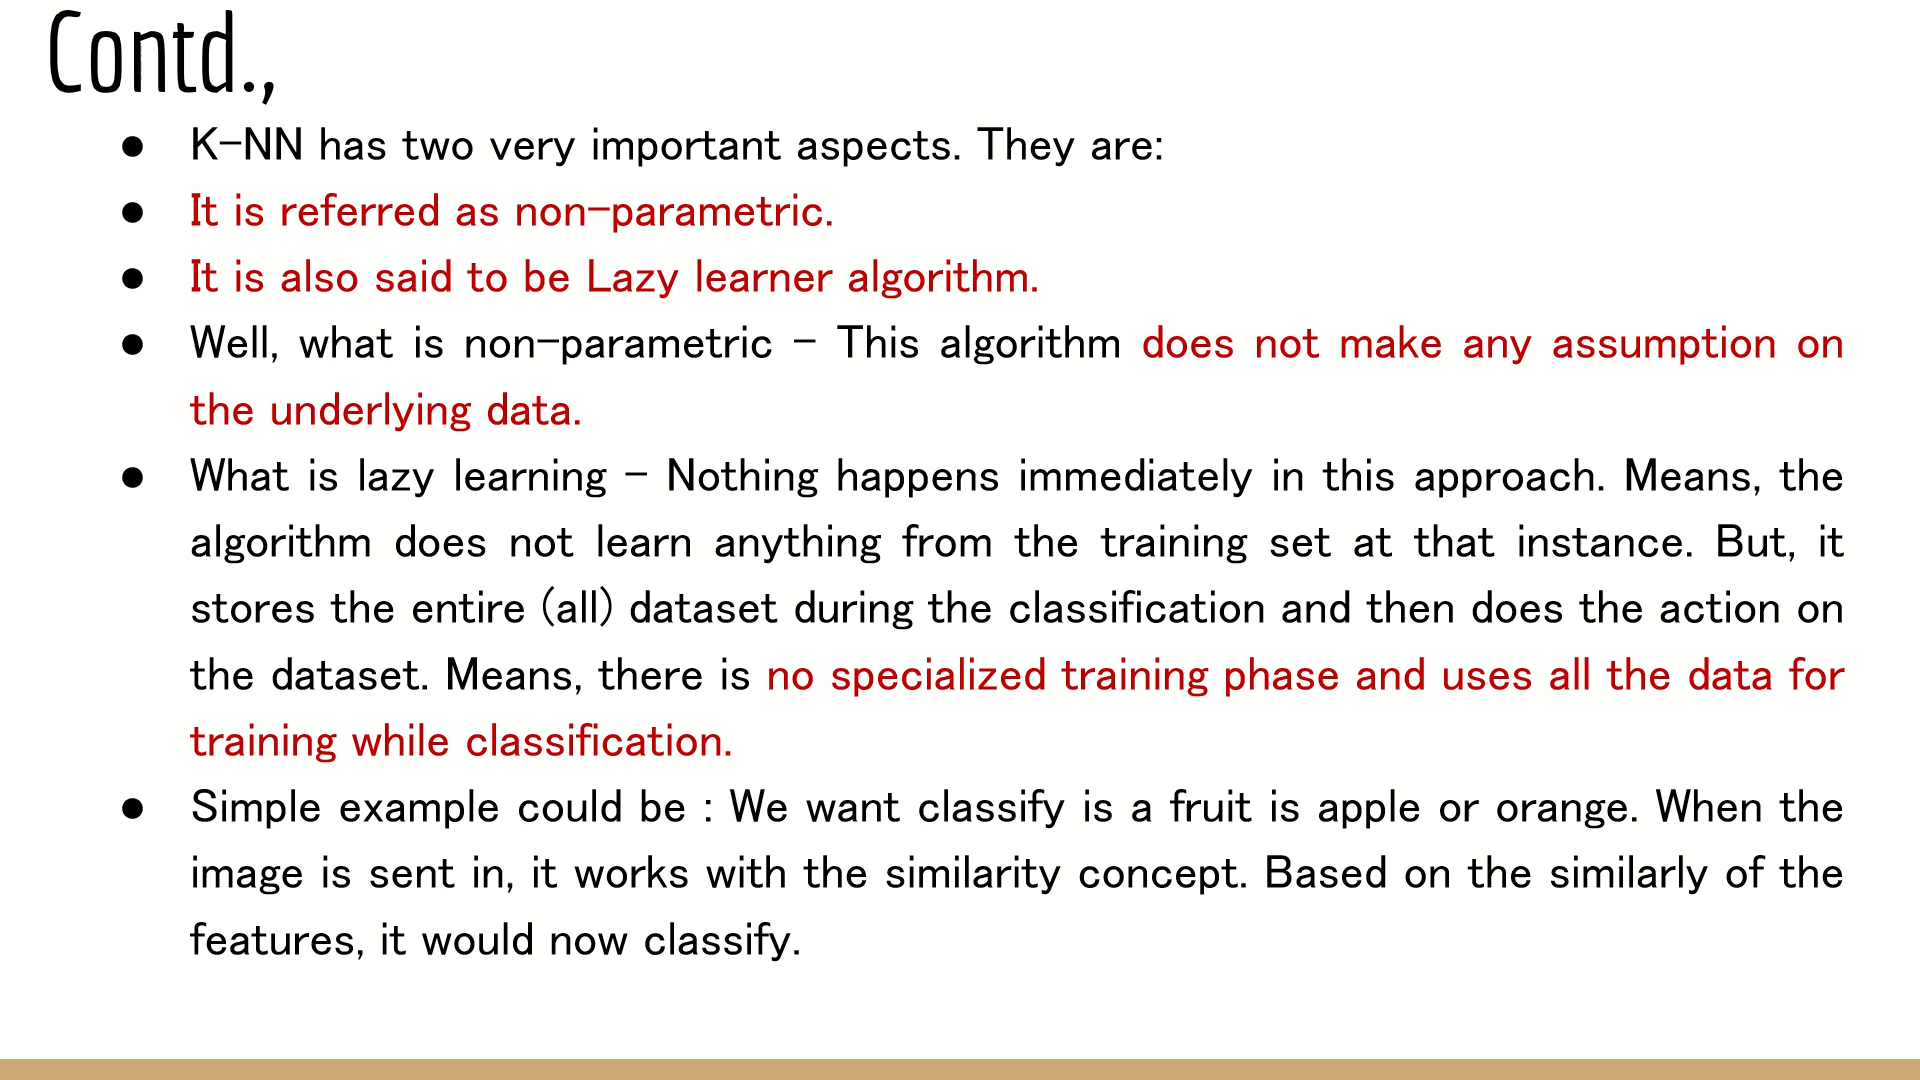 Contd.,
● K-NN has two very important aspects. They are:
● It is referred as non-parametric.
● It is also said to be Lazy learner algorithm.
● Well, what is non-parametric - This algorithm does not make any assumption on
the underlying data.
● What is lazy learning - Nothing happens immediately in this approach. Means, the
algorithm does not learn anything from the training set at that instance. But, it
stores the entire (all) dataset during the classification and then does the action on
the dataset. Means, there is no specialized training phase and uses all the data for
training while classification.
● Simple example could be : We want classify is a fruit is apple or orange. When the
image is sent in, it works with the similarity concept. Based on the similarly of the
features, it would now classify.